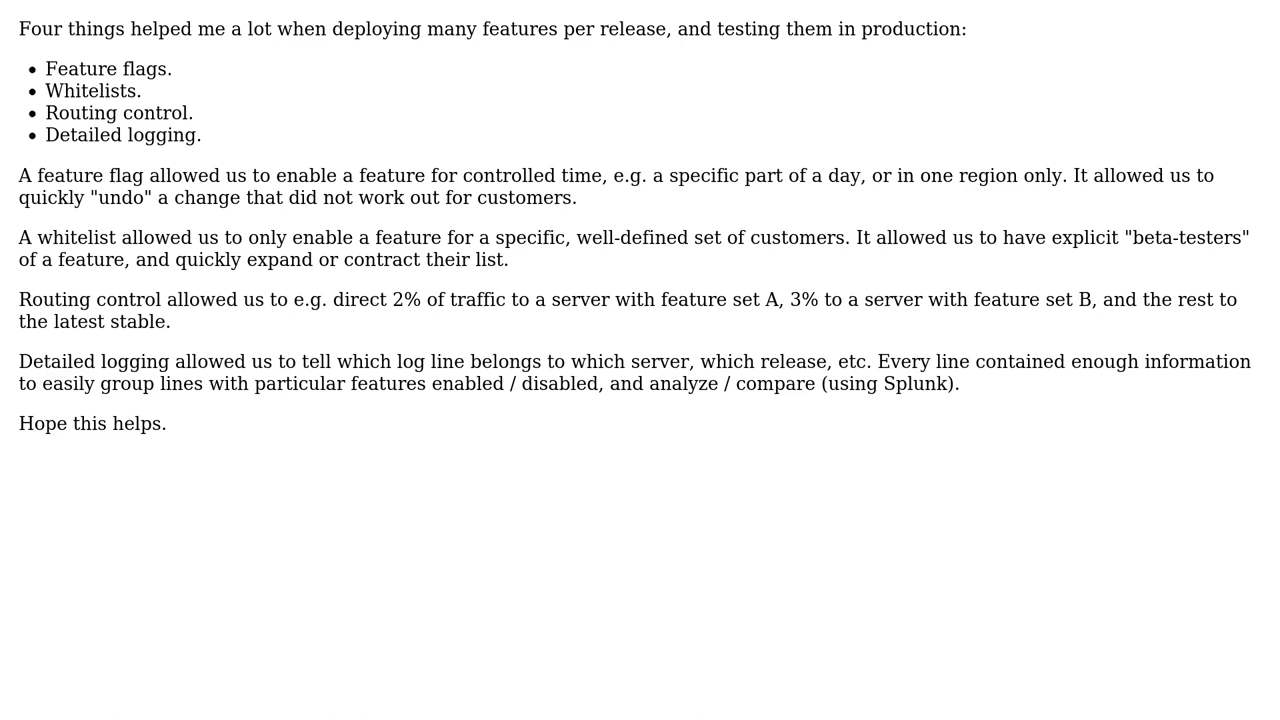 Four things helped me a lot when deploying many features per release, and testing them in production:
• Feature flags.
• Whitelists.
• Routing control.
• Detailed logging.
A feature flag allowed us to enable a feature for controlled time, e.g. a specific part of a day, or in one region only. It allowed us to
quickly "undo" a change that did not work out for customers.
A whitelist allowed us to only enable a feature for a specific, well-defined set of customers. It allowed us to have explicit "beta-testers"
of a feature, and quickly expand or contract their list.
Routing control allowed us to e.g. direct 2% of traffic to a server with feature set A, 3% to a server with feature set B, and the rest to
the latest stable.
Detailed logging allowed us to tell which log line belongs to which server, which release, etc. Every line contained enough information
to easily group lines with particular features enabled / disabled, and analyze / compare (using Splunk).
Hope this helps.